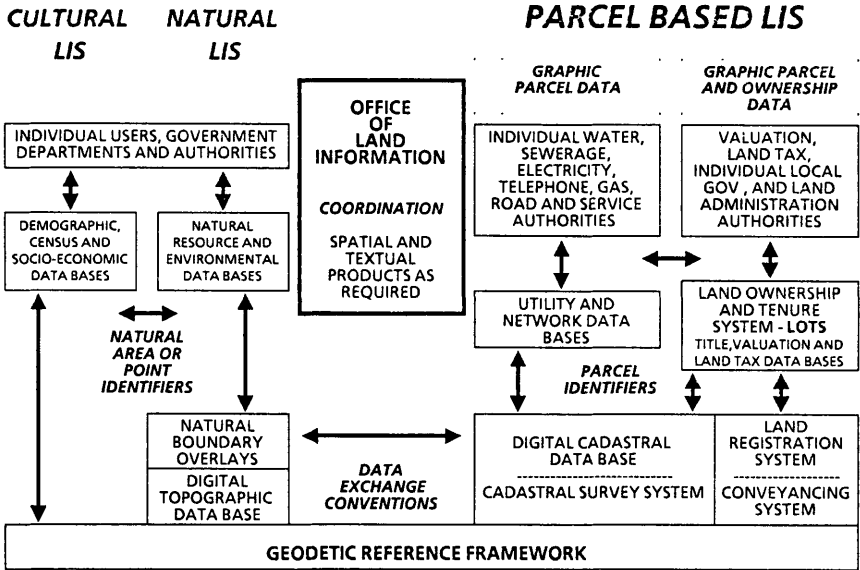 CULTURAL
LIS
NATURAL
LIS
PARCEL BASED LIS
GRAPHIC
PARCEL DATA
GRAPHIC PARCEL
AND OWNERSHIP
DATA
INDIVIDUAL USERS, GOVERNMENT
DEPARTMENTS AND AUTHORITIES
OFFICE
OF
LAND
INFORMATION
COORDINATION
SPATIAL AND
TEXTUAL
PRODUCTS AS
REQUIRED
INDIVIDUAL WATER,
SEWERAGE,
ELECTRICITY,
TELEPHONE, GAS,
ROAD AND SERVICE
AUTHORITIES
VALUATION,
LAND TAX,
INDIVIDUAL LOCAL
GOV , AND LAND
ADMINISTRATION
AUTHORITIES
DEMOGRAPHIC,
CENSUS AND
SOCIO-ECONOMIC
DATA BASES
NATURAL
RESOURCE AND
ENVIRONMENTAL
DATA BASES
UTILITY AND
NETWORK DATA
BASES
LAND OWNERSHIP
AND TENURE
SYSTEM - LOTS
TITLE, VALUATION AND
LAND TAX DATA BASES
NATURAL
AREA OR
POINT
IDENTIFIERS
PARCEL
IDENTIFIERS
NATURAL
BOUNDARY
OVERLAYS
DIGITAL
TOPOGRAPHIC
DATA BASE
DATA
EXCHANGE
CONVENTIONS
DIGITAL CADASTRAL
DATA BASE
CADASTRAL SURVEY SYSTEM
LAND
REGISTRATION
SYSTEM
CONVEYANCING
SYSTEM
GEODETIC REFERENCE FRAMEWORK